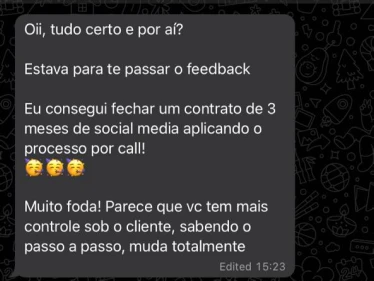 Oii, tudo certo e por aí?
Estava para te passar o feedback
Eu consegui fechar um contrato de 3
meses de social media aplicando o
processo por call!
🥳🥳🥳
Muito foda! Parece que vc tem mais
controle sob o cliente, sabendo o
passo a passo, muda totalmente
Edited 15:23